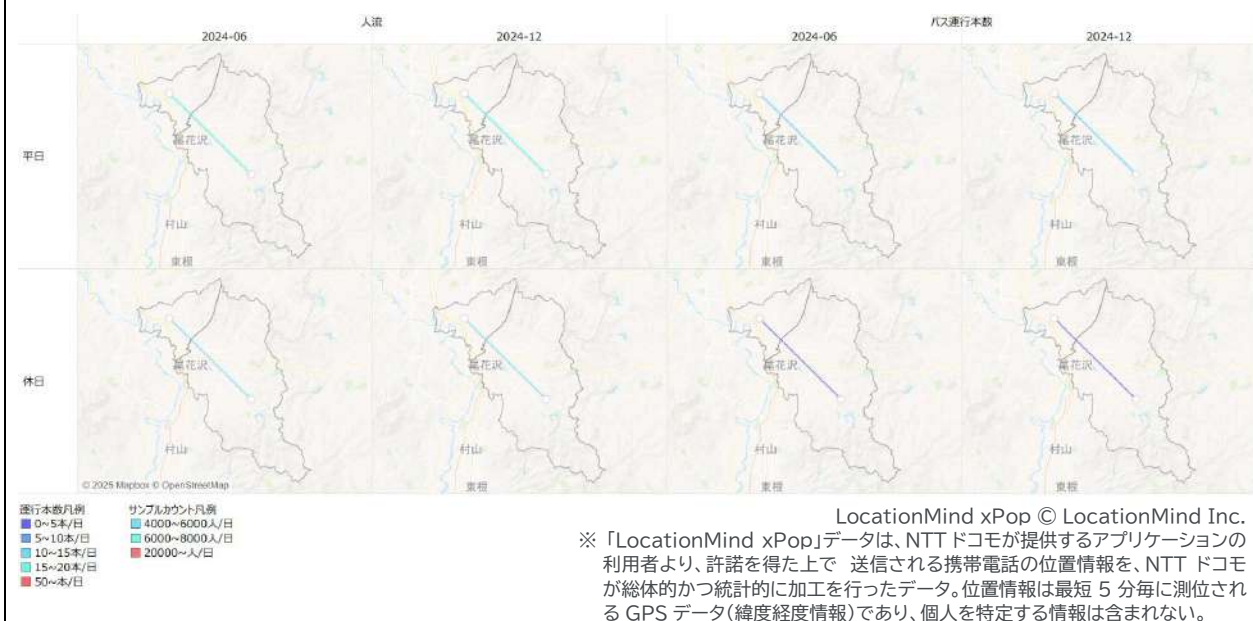 人流
バス運行本数
2024-06
2024-12
2024-06
2024-12
平日
尾花沢
村山
東根
尾花沢
村山
東根
尾花沢
村山
東根
尾花沢
村山
東根
休日
尾花沢
村山
尾花沢
村山
東根
尾花沢
村山
東根
尾花沢
村山
東根
© 2025 Mapbox © OpenStreetMap
運行本数凡例
0~5本/日
5~10本/日
10~15本/日
15~20本/日
50~本/日
サンプルカウント凡例
4000~6000人/日
6000~8000人/日
20000~人/日
LocationMind xPop © LocationMind Inc.
※ 「LocationMind xPop」データは、NTTドコモが提供するアプリケーションの
利用者より、許諾を得た上で 送信される携帯電話の位置情報を、NTT ドコモ
が総体的かつ統計的に加工を行ったデータ。位置情報は最短 5 分毎に測位され
る GPS データ(緯度経度情報)であり、個人を特定する情報は含まれない。